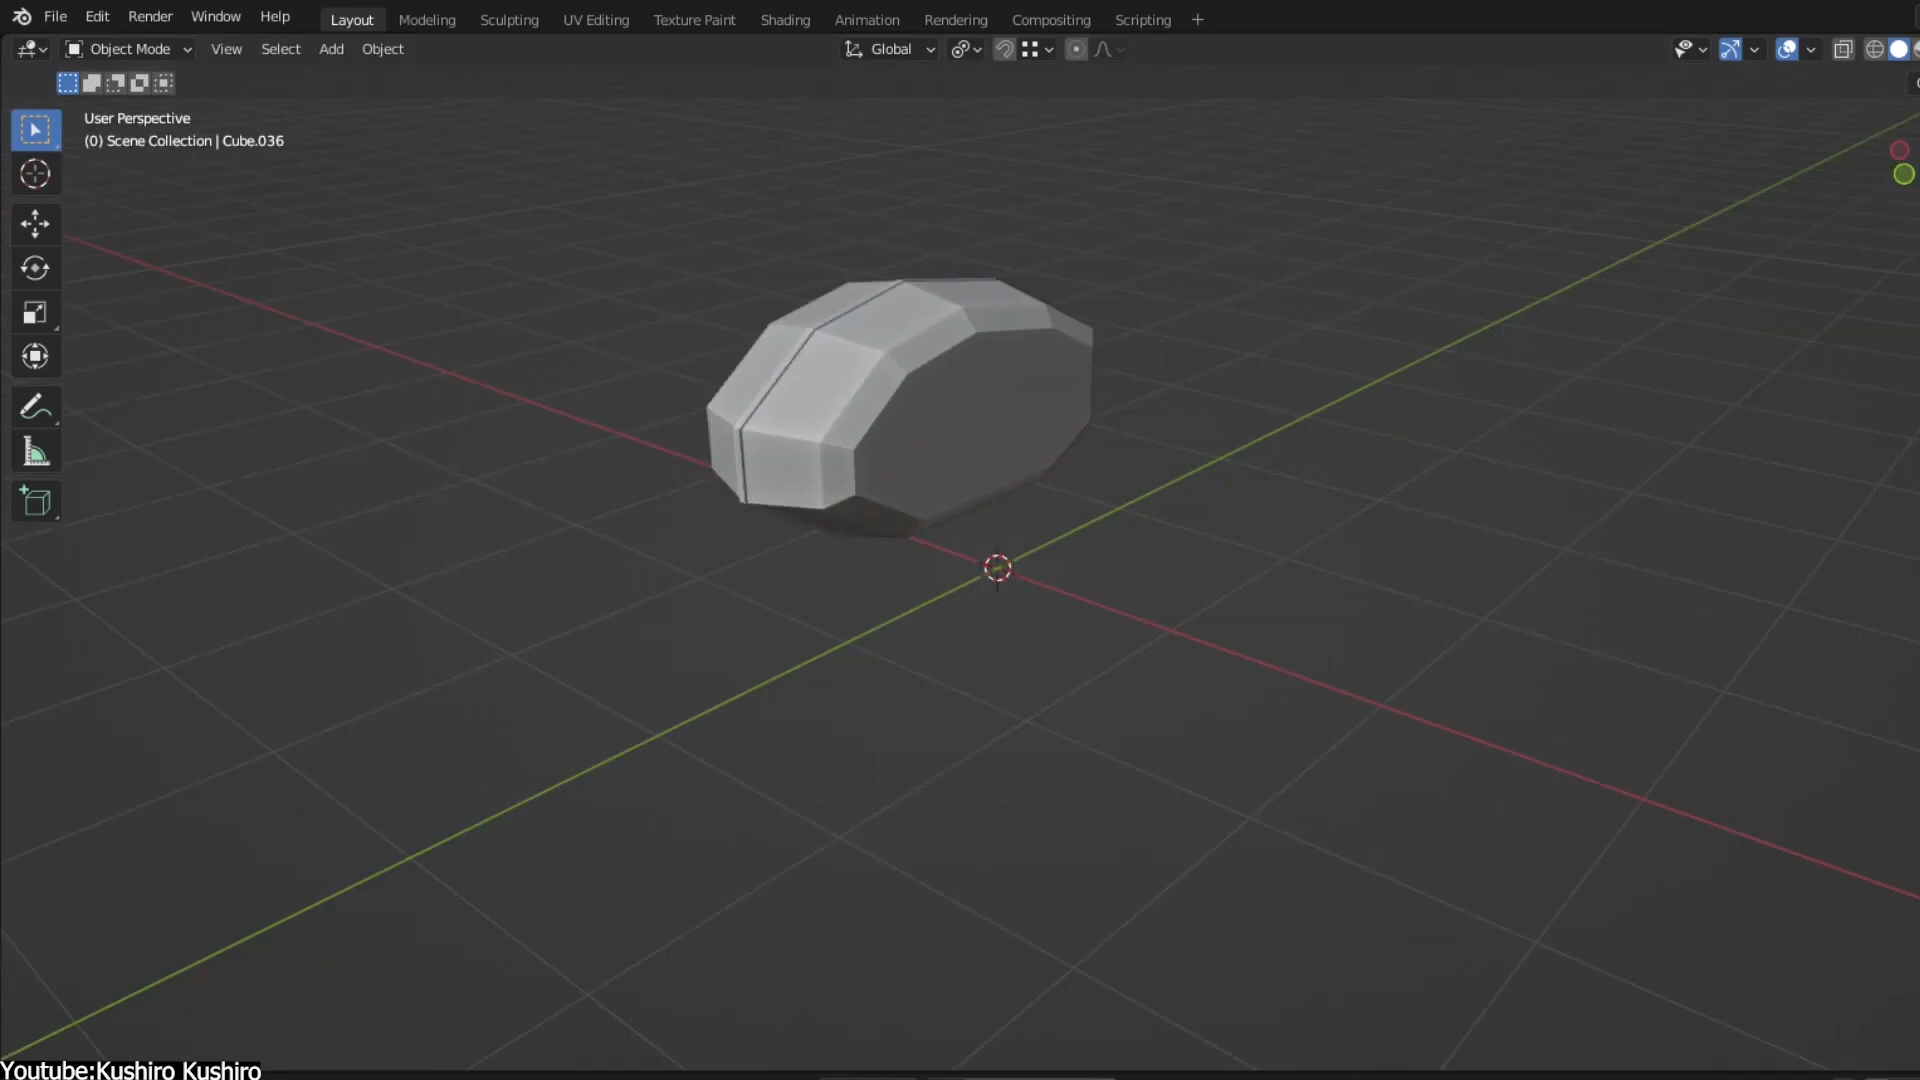 File Edit Render Window Help
Layout Modeling Sculpting UV Editing Texture Paint Shading Animation Rendering Compositing Scripting +
Object Mode View Select Add Object Global
User Perspective
(0) Scene Collection | Cube.036
Youtube:Kushiro Kushiro